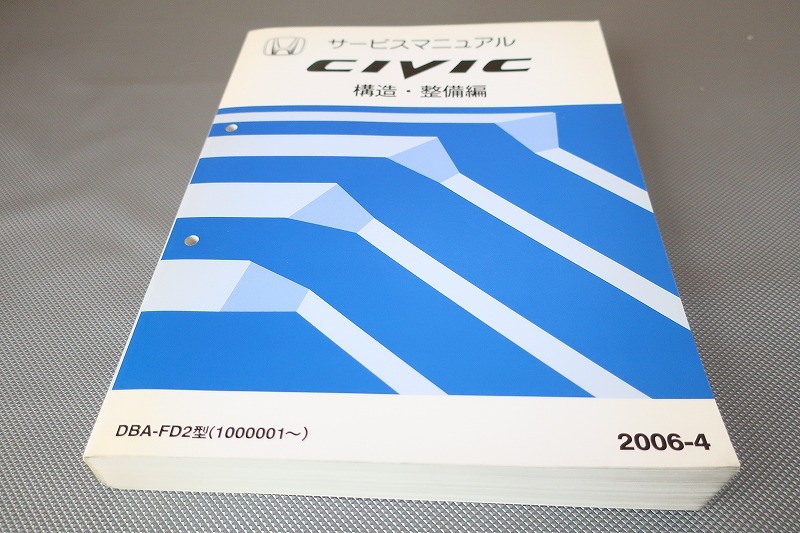 サービスマニュアル
CIVIC
構造・整備編
DBA-FD2型(1000001〜)
2006-4